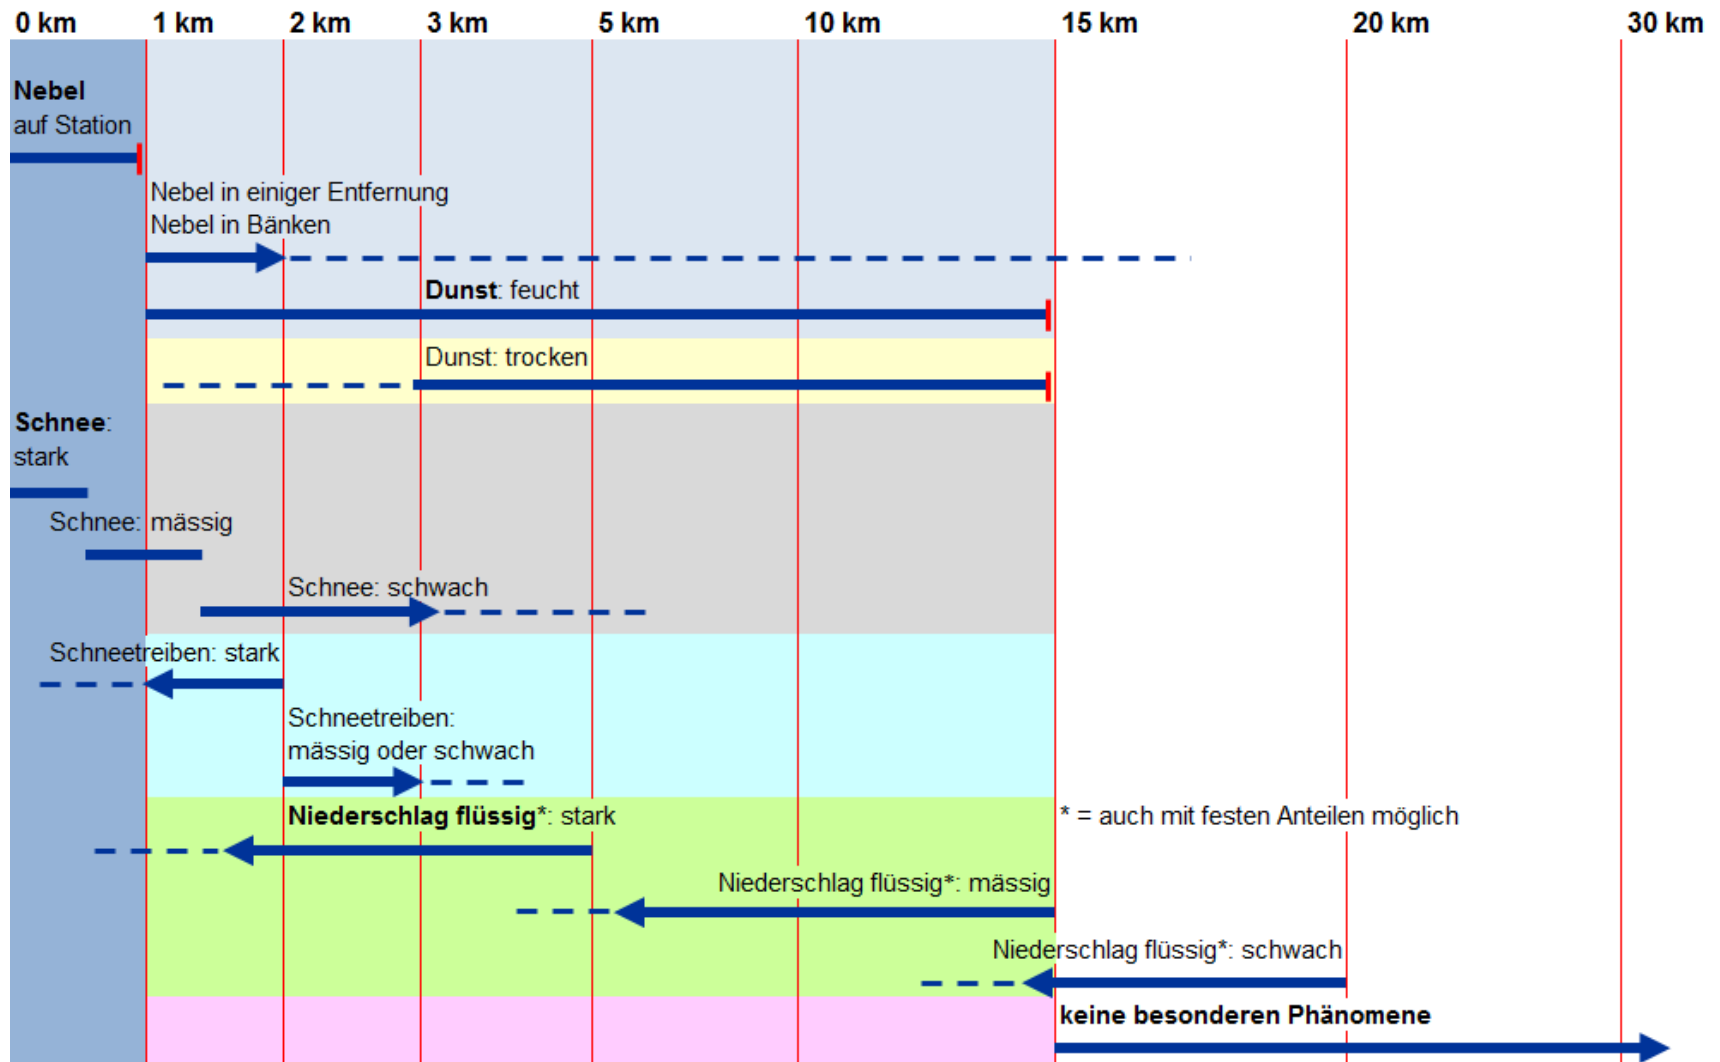 0 km 1 km 2 km 3 km 5 km 10 km 15 km 20 km 30 km
Nebel
auf Station
Nebel in einiger Entfernung
Nebel in Bänken
Dunst: feucht
Dunst: trocken
Schnee:
stark
Schnee: mässig
Schnee: schwach
Schneetreiben: stark
Schneetreiben:
mässig oder schwach
Niederschlag flüssig*: stark
* = auch mit festen Anteilen möglich
Niederschlag flüssig*: mässig
Niederschlag flüssig*: schwach
keine besonderen Phänomene